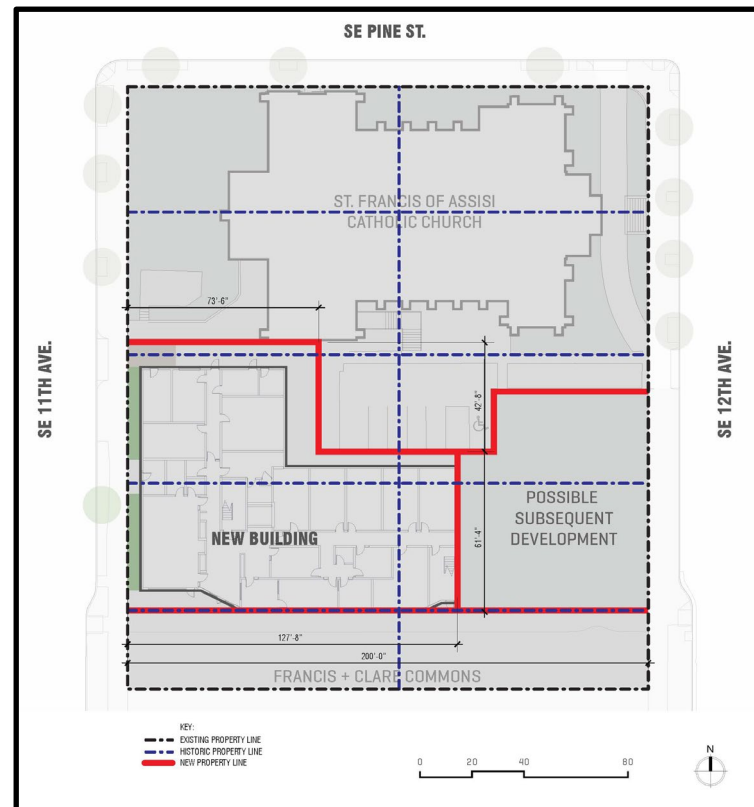 SE PINE ST.
ST. FRANCIS OF ASSISI
CATHOLIC CHURCH
73'-6"
SE 11TH AVE.
SE 12TH AVE.
42'-8"
POSSIBLE
SUBSEQUENT
DEVELOPMENT
NEW BUILDING
61'-4"
127'-8"
200'-0"
FRANCIS + CLARE COMMONS
KEY:
EXISTING PROPERTY LINE
HISTORIC PROPERTY LINE
NEW PROPERTY LINE
0 20 40 80
N